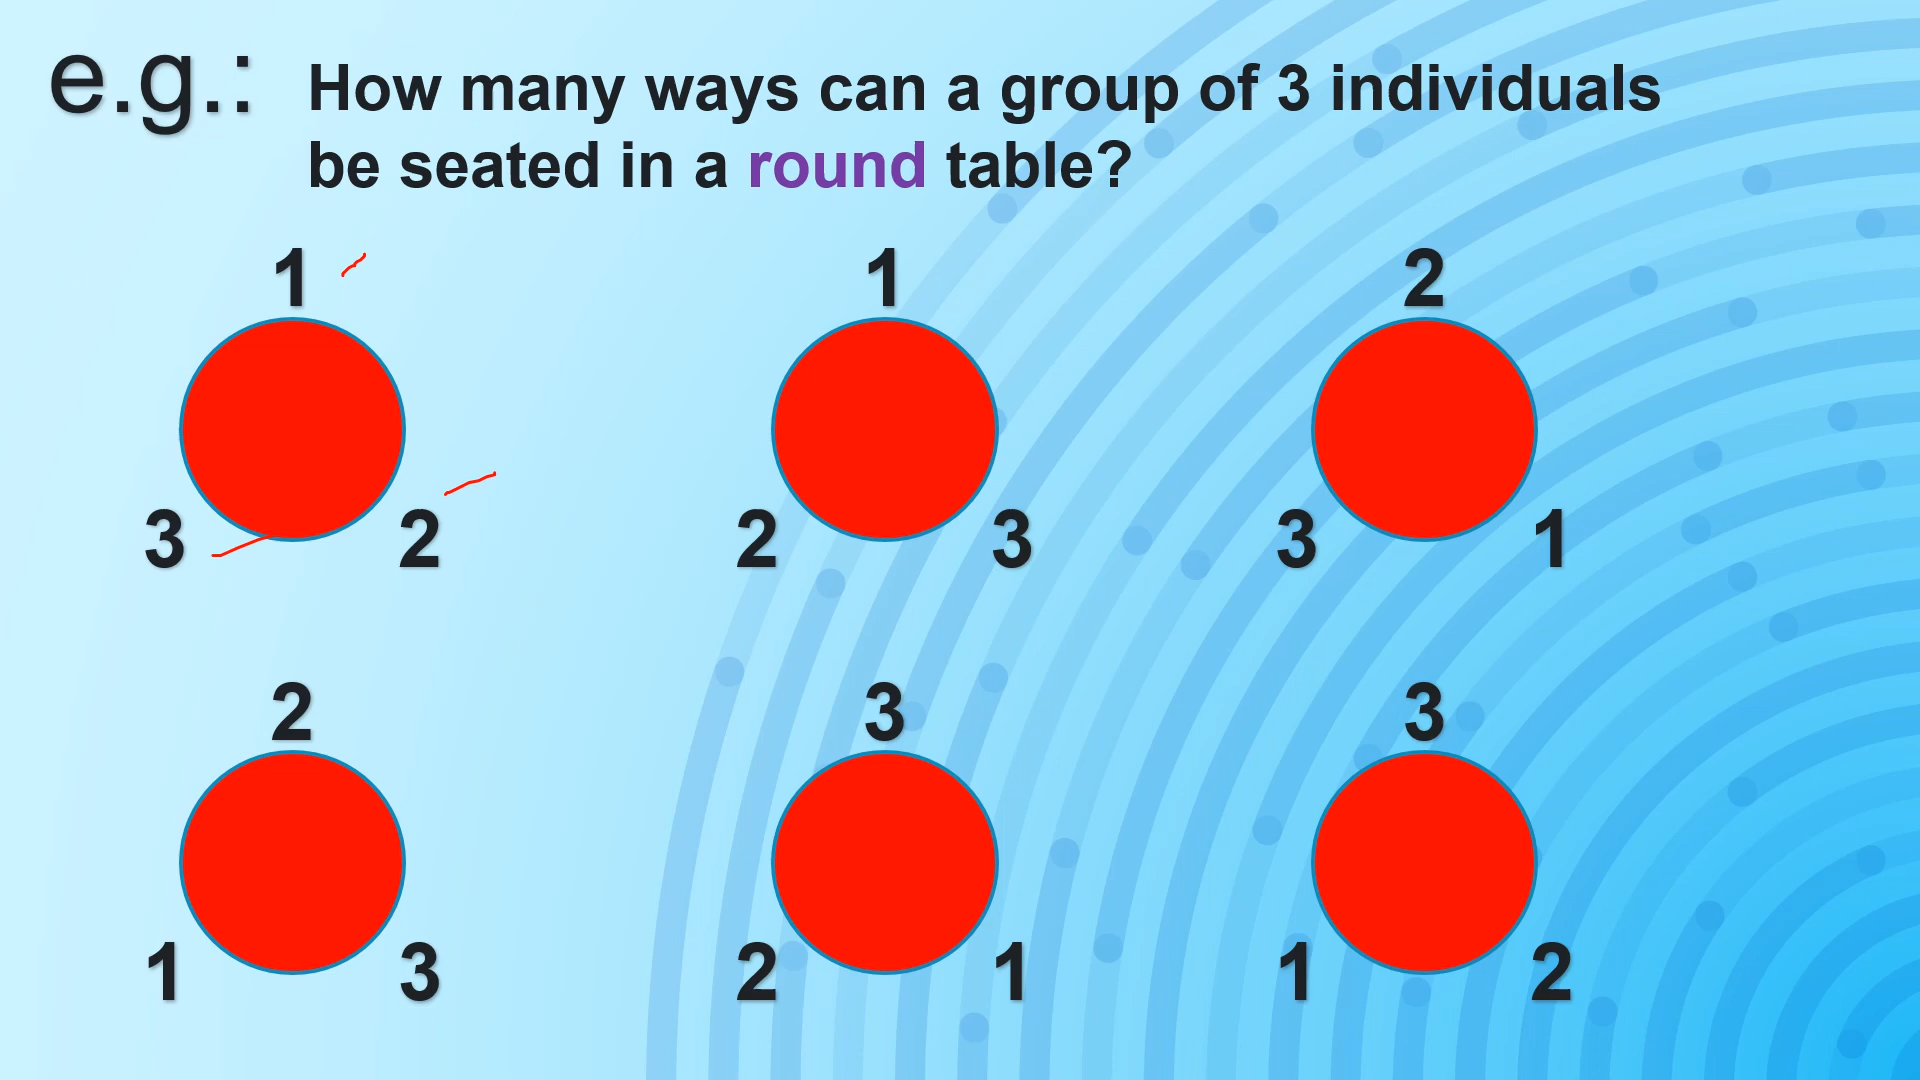 e.g.: How many ways can a group of 3 individuals
be seated in a round table?
1 1 2
3 2 2 3 3 1
2 3 3
1 3 2 1 1 2